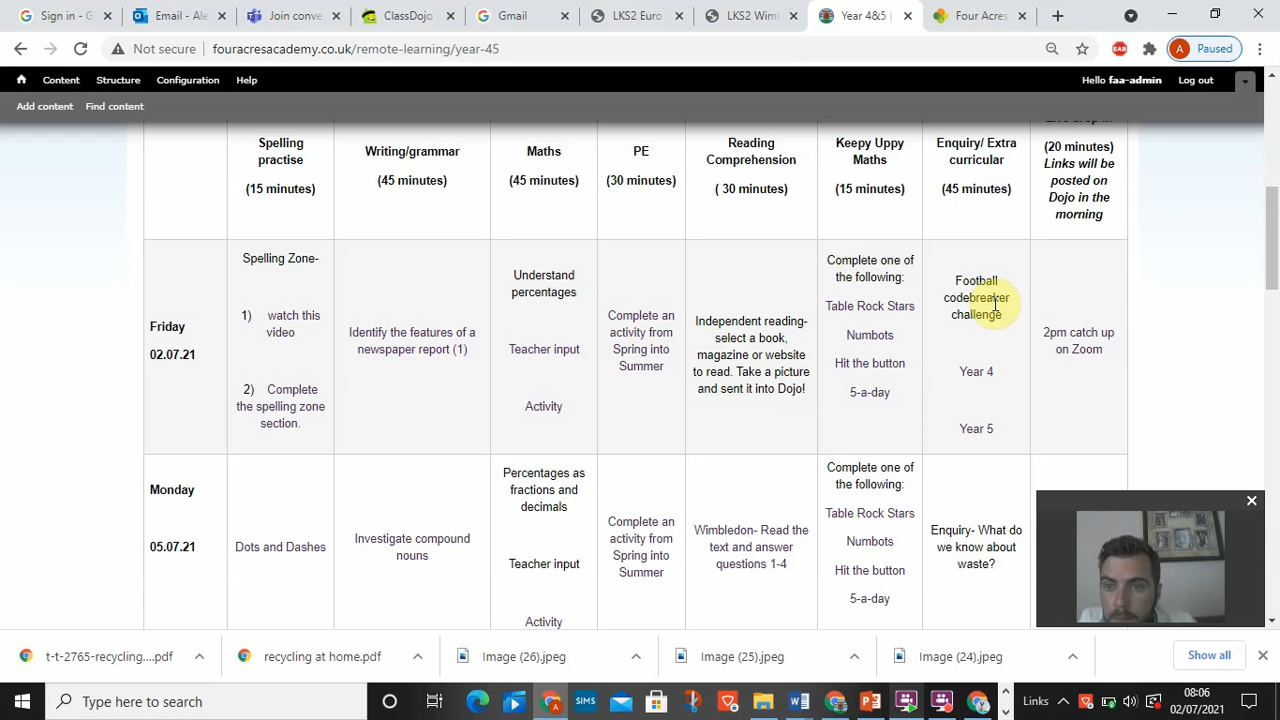 Sign in - G
Email - Ale
Join conve
ClassDojo
Gmail
LKS2 Euro
LKS2 Wiml
Year 4&5 |
Four Acres
Not secure
fouracresacademy.co.uk/remote-learning/year-45
Paused
Content
Structure
Configuration
Help
Hello faa-admin
Log out
Add content
Find content
Spelling
practise
(15 minutes)
Writing/grammar
(45 minutes)
Maths
(45 minutes)
PE
(30 minutes)
Reading
Comprehension
( 30 minutes)
Keepy Uppy
Maths
(15 minutes)
Enquiry/ Extra
curricular
(45 minutes)
(20 minutes)
Links will be
posted on
Dojo in the
morning
Friday
02.07.21
Spelling Zone-
1) watch this
video
2) Complete
the spelling zone
section.
Identify the features of a
newspaper report (1)
Understand
percentages
Teacher input
Activity
Complete an
activity from
Spring into
Summer
Independent reading-
select a book,
magazine or website
to read. Take a picture
and sent it into Dojo!
Complete one of
the following:
Table Rock Stars
Numbots
Hit the button
5-a-day
Football
codebreaker
challenge
Year 4
Year 5
2pm catch up
on Zoom
Monday
05.07.21
Dots and Dashes
Investigate compound
nouns
Percentages as
fractions and
decimals
Teacher input
Activity
Complete an
activity from
Spring into
Summer
Wimbledon- Read the
text and answer
questions 1-4
Complete one of
the following:
Table Rock Stars
Numbots
Hit the button
5-a-day
Enquiry- What do
we know about
waste?
t-t-2765-recycling....pdf
recycling at home.pdf
Image (26).jpeg
Image (25).jpeg
Image (24).jpeg
Show all
Type here to search
SIMS
Links
08:06
02/07/2021